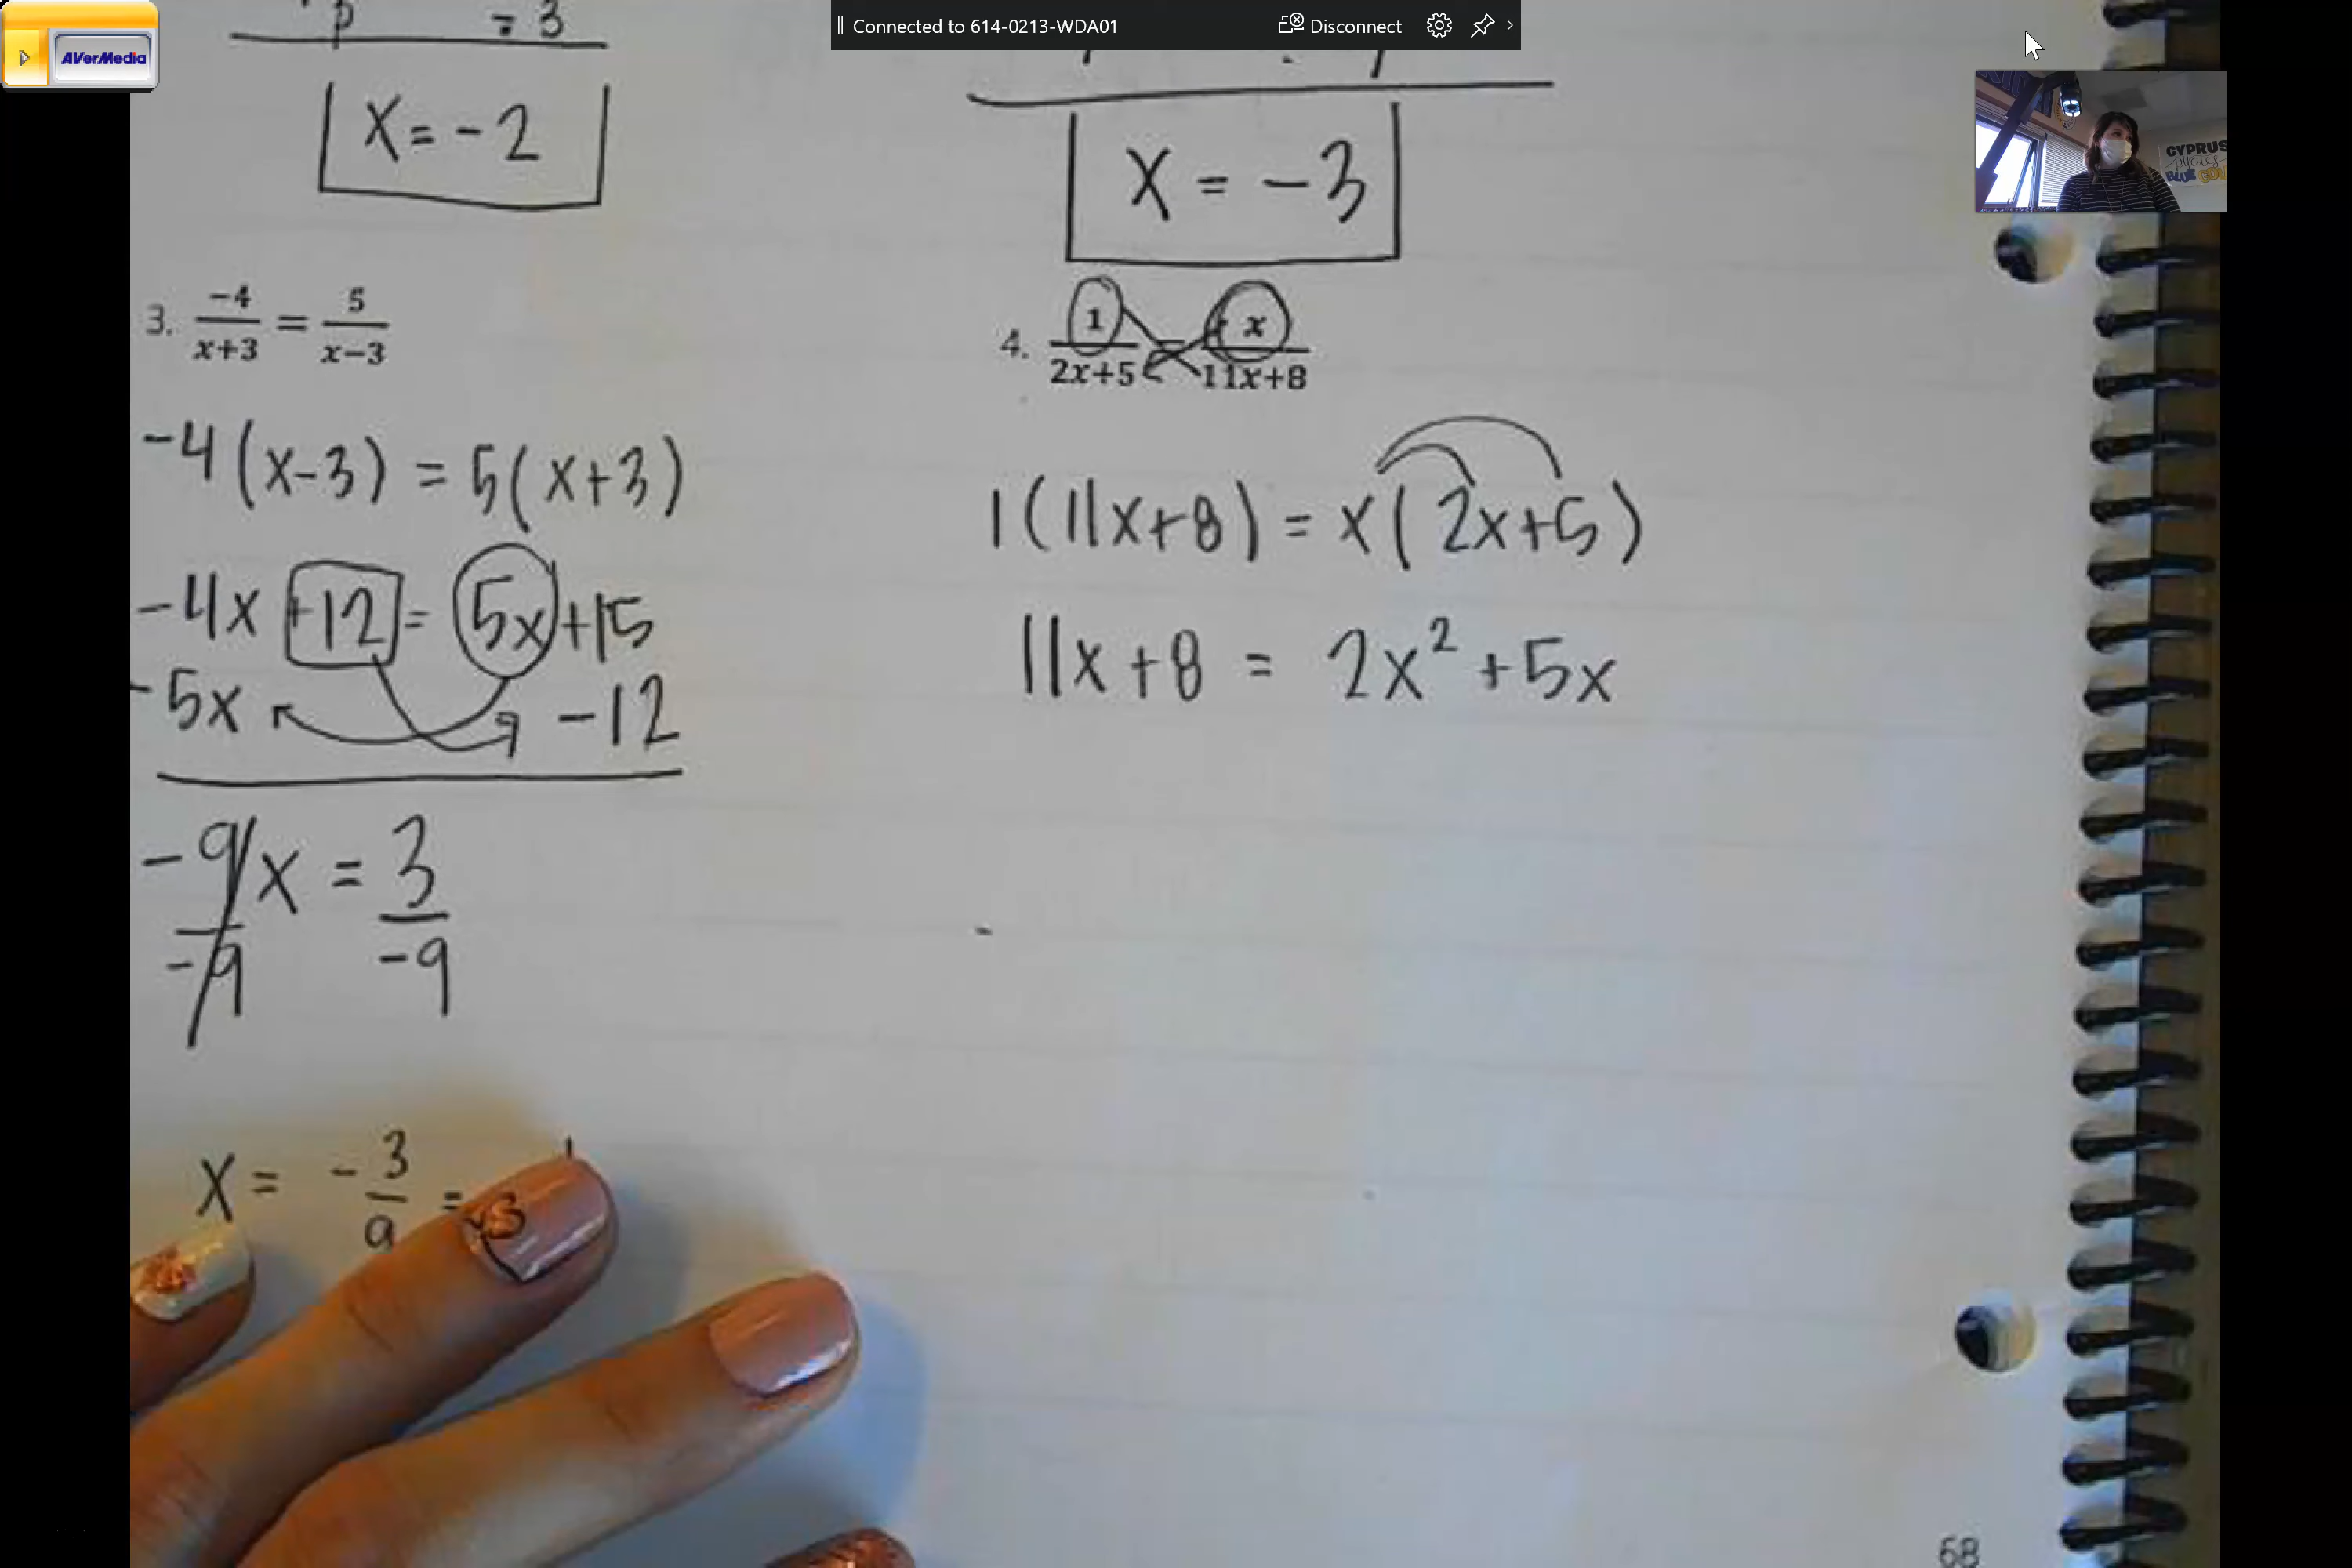 AVerMedia
Connected to 614-0213-WDA01
Disconnect
CYPRUS
BLUE
= 3
x = -2
x = -3
3. -4/x+3 = 5/x-3
-4(x-3) = 5(x+3)
-4x +12 = 5x +15
-5x -12
-9x = 3
-9 -9
x = -3/9 =
4. 1/2x+5 = x/11x+8
1(11x+8) = x(2x+5)
11x+8 = 2x² +5x
68